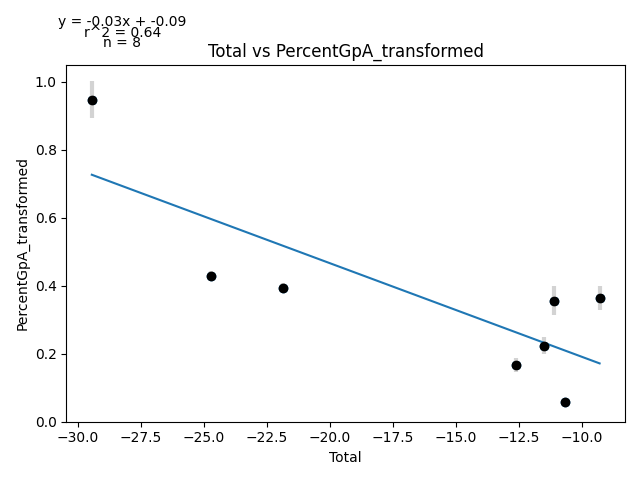 y = -0.03x + -0.09
r^2 = 0.64
n = 8
Total vs PercentGpA_transformed
1.0
0.8
0.6
0.4
0.2
0.0
PercentGpA_transformed
−30.0 −27.5 −25.0 −22.5 −20.0 −17.5 −15.0 −12.5 −10.0
Total